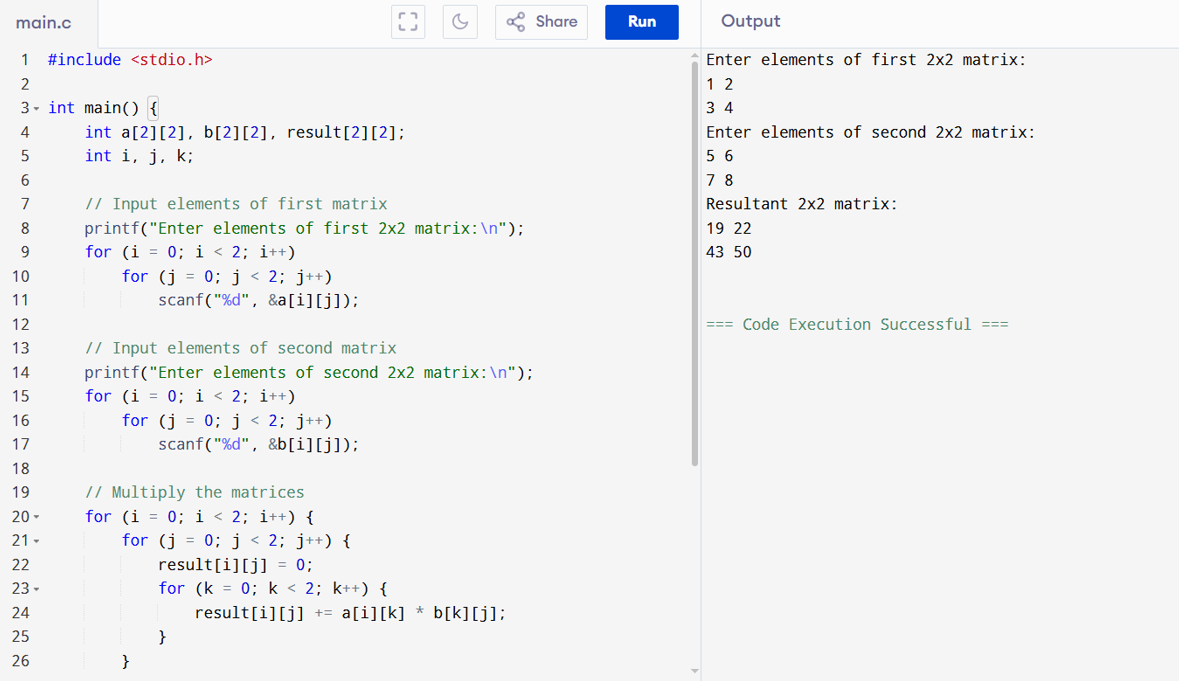 main.c
Share
Run
Output
1 #include <stdio.h>
2
3 int main() {
4     int a[2][2], b[2][2], result[2][2];
5     int i, j, k;
6
7     // Input elements of first matrix
8     printf("Enter elements of first 2x2 matrix:\n");
9     for (i = 0; i < 2; i++)
10         for (j = 0; j < 2; j++)
11             scanf("%d", &a[i][j]);
12
13     // Input elements of second matrix
14     printf("Enter elements of second 2x2 matrix:\n");
15     for (i = 0; i < 2; i++)
16         for (j = 0; j < 2; j++)
17             scanf("%d", &b[i][j]);
18
19     // Multiply the matrices
20     for (i = 0; i < 2; i++) {
21         for (j = 0; j < 2; j++) {
22             result[i][j] = 0;
23             for (k = 0; k < 2; k++) {
24                 result[i][j] += a[i][k] * b[k][j];
25             }
26         }
Enter elements of first 2x2 matrix:
1 2
3 4
Enter elements of second 2x2 matrix:
5 6
7 8
Resultant 2x2 matrix:
19 22
43 50
=== Code Execution Successful ===